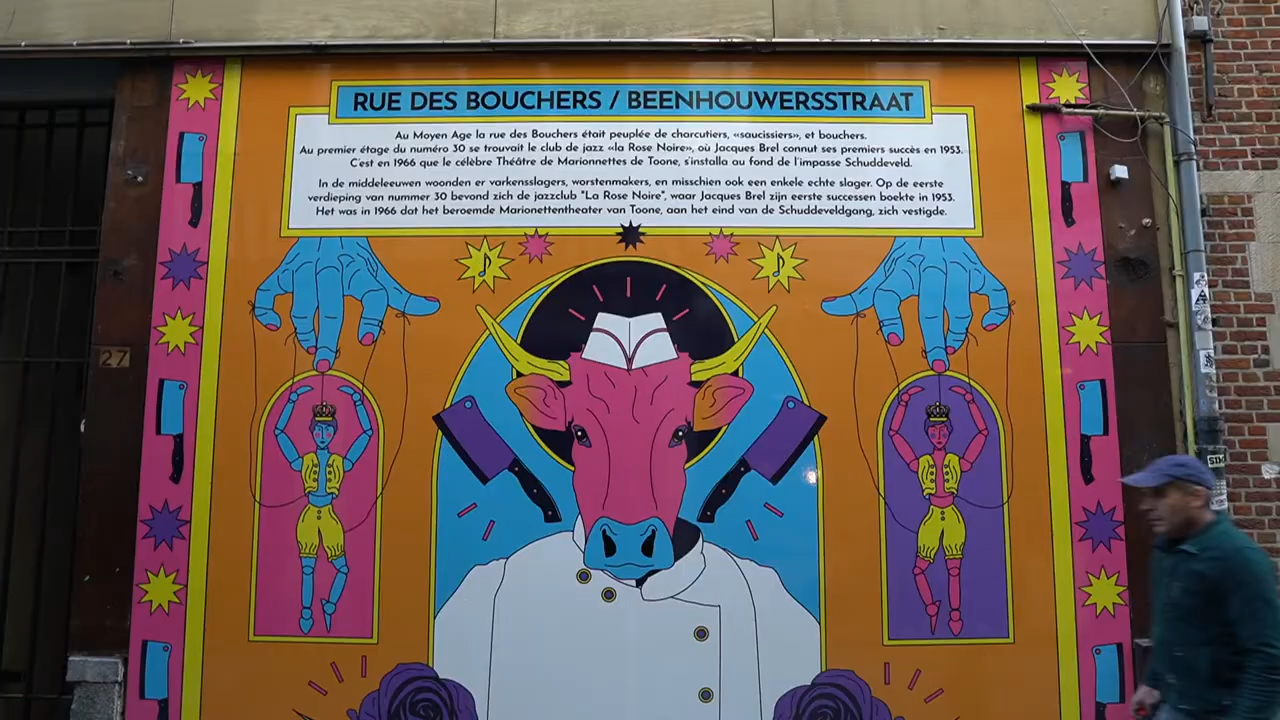 RUE DES BOUCHERS / BEENHOUWERSSTRAAT
Au Moyen Age la rue des Bouchers était peuplée de charcutiers, «saucissiers», et bouchers.
Au premier étage du numéro 30 se trouvait le club de jazz «la Rose Noire», où Jacques Brel connut ses premiers succès en 1953.
C'est en 1966 que le célèbre Théâtre de Marionnettes de Toone, s'installa au fond de l'impasse Schuddeveld.
In de middeleeuwen woonden er varkensslagers, worstenmakers, en misschien ook een enkele echte slager. Op de eerste
verdieping van nummer 30 bevond zich de jazzclub "La Rose Noire", waar Jacques Brel zijn eerste successen boekte in 1953.
Het was in 1966 dat het beroemde Marionettentheater van Toone, aan het eind van de Schuddeveldgang, zich vestigde.
27